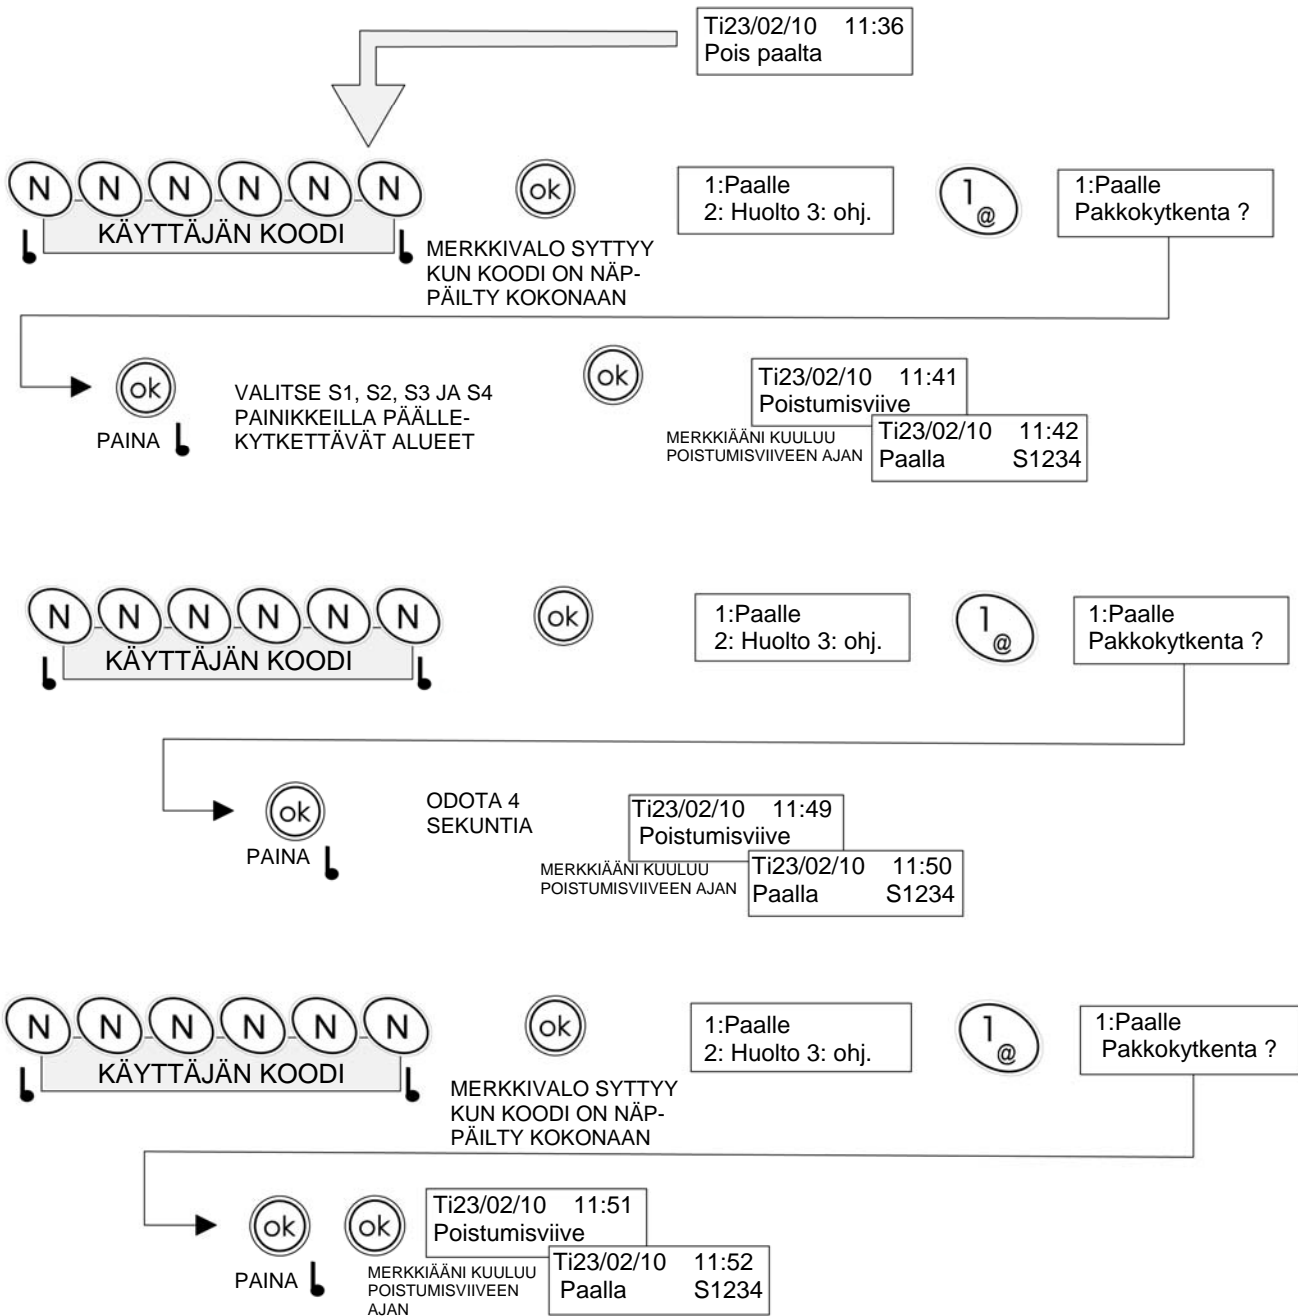 Ti23/02/10 11:36
Pois paalta
N N N N N N
KÄYTTÄJÄN KOODI
ok
MERKKIVALO SYTTYY
KUN KOODI ON NÄP-
PÄILTY KOKONAAN
1:Paalle
2: Huolto 3: ohj.
1 @
1:Paalle
Pakkokytkenta ?
ok
PAINA
VALITSE S1, S2, S3 JA S4
PAINIKKEILLA PÄÄLLE-
KYTKETTÄVÄT ALUEET
ok
MERKKIÄÄNI KUULUU
POISTUMISVIIVEEN AJAN
Ti23/02/10 11:41
Poistumisviive
Ti23/02/10 11:42
Paalla S1234
N N N N N N
KÄYTTÄJÄN KOODI
ok
1:Paalle
2: Huolto 3: ohj.
1 @
1:Paalle
Pakkokytkenta ?
ok
PAINA
ODOTA 4
SEKUNTIA
Ti23/02/10 11:49
Poistumisviive
MERKKIÄÄNI KUULUU
POISTUMISVIIVEEN AJAN
Ti23/02/10 11:50
Paalla S1234
N N N N N N
KÄYTTÄJÄN KOODI
ok
MERKKIVALO SYTTYY
KUN KOODI ON NÄP-
PÄILTY KOKONAAN
1:Paalle
2: Huolto 3: ohj.
1 @
1:Paalle
Pakkokytkenta ?
ok
PAINA
ok
Ti23/02/10 11:51
Poistumisviive
MERKKIÄÄNI KUULUU
POISTUMISVIIVEEN
AJAN
Ti23/02/10 11:52
Paalla S1234